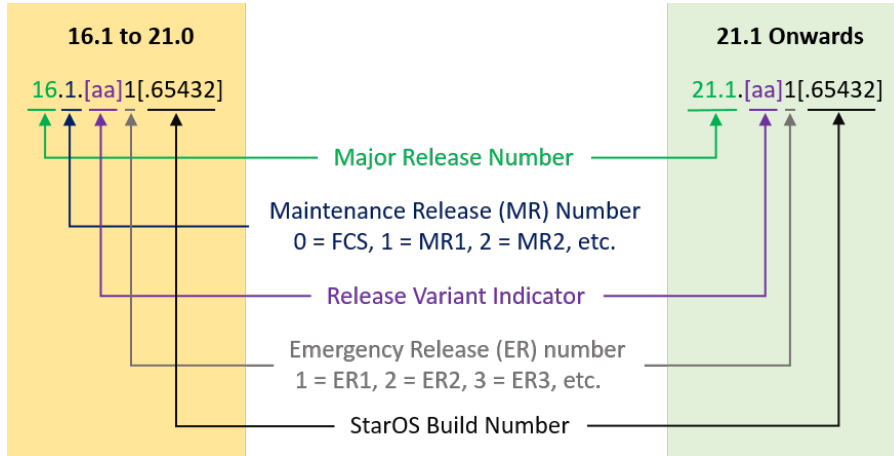 16.1 to 21.0
21.1 Onwards
16.1.[aa]1[.65432]
21.1.[aa]1[.65432]
Major Release Number
Maintenance Release (MR) Number
0 = FCS, 1 = MR1, 2 = MR2, etc.
Release Variant Indicator
Emergency Release (ER) number
1 = ER1, 2 = ER2, 3 = ER3, etc.
StarOS Build Number